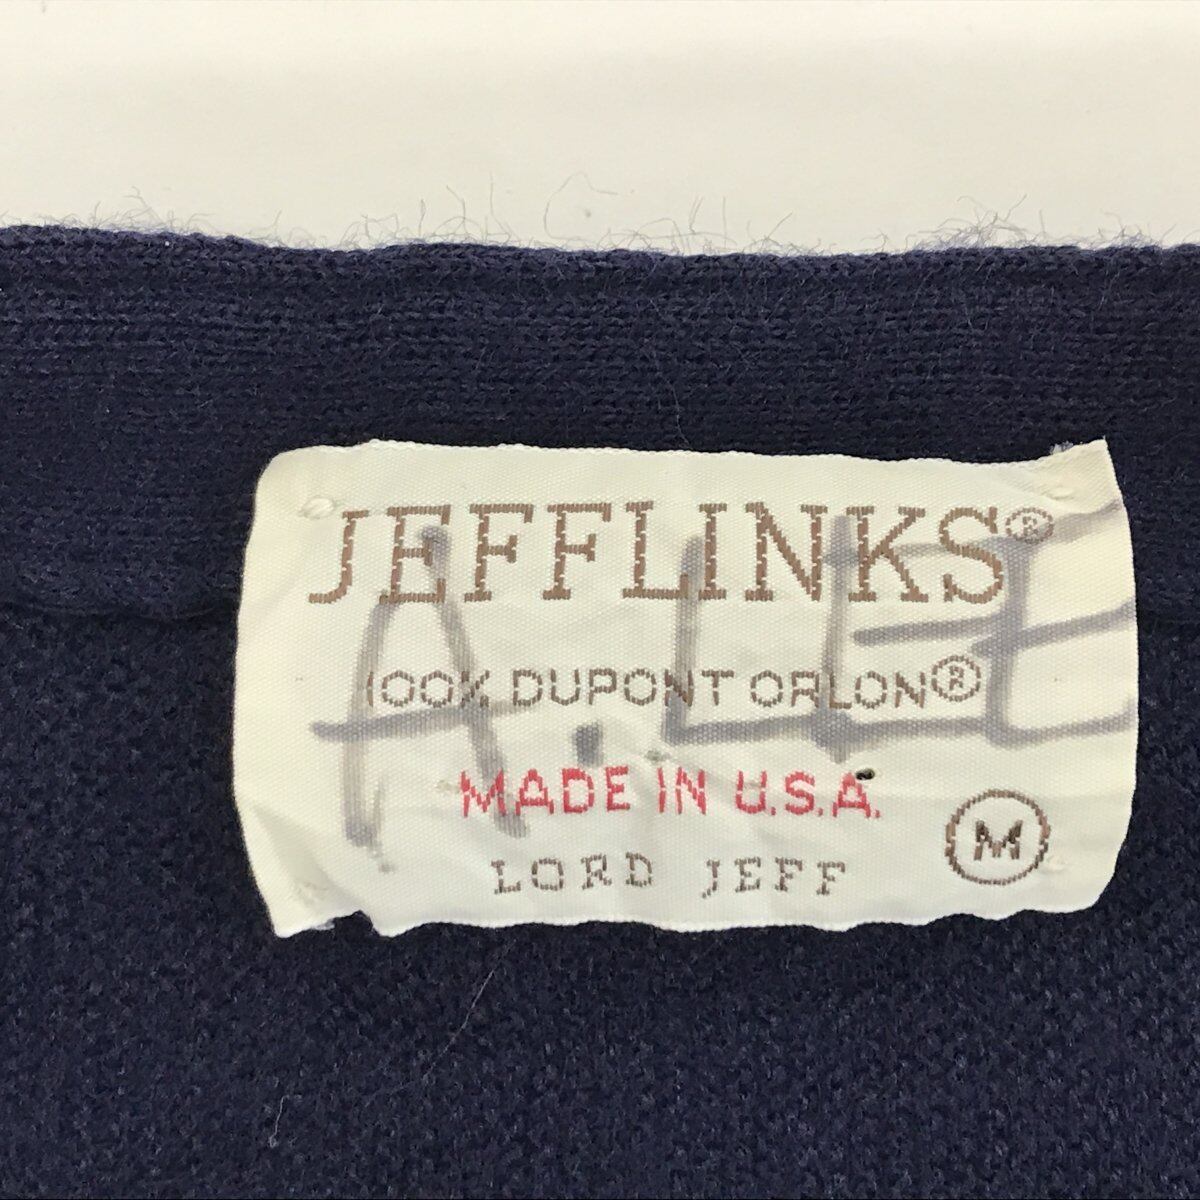 JEFFLINKS®
100% DUPONT ORLON®
MADE IN U.S.A.
LORD JEFF
M